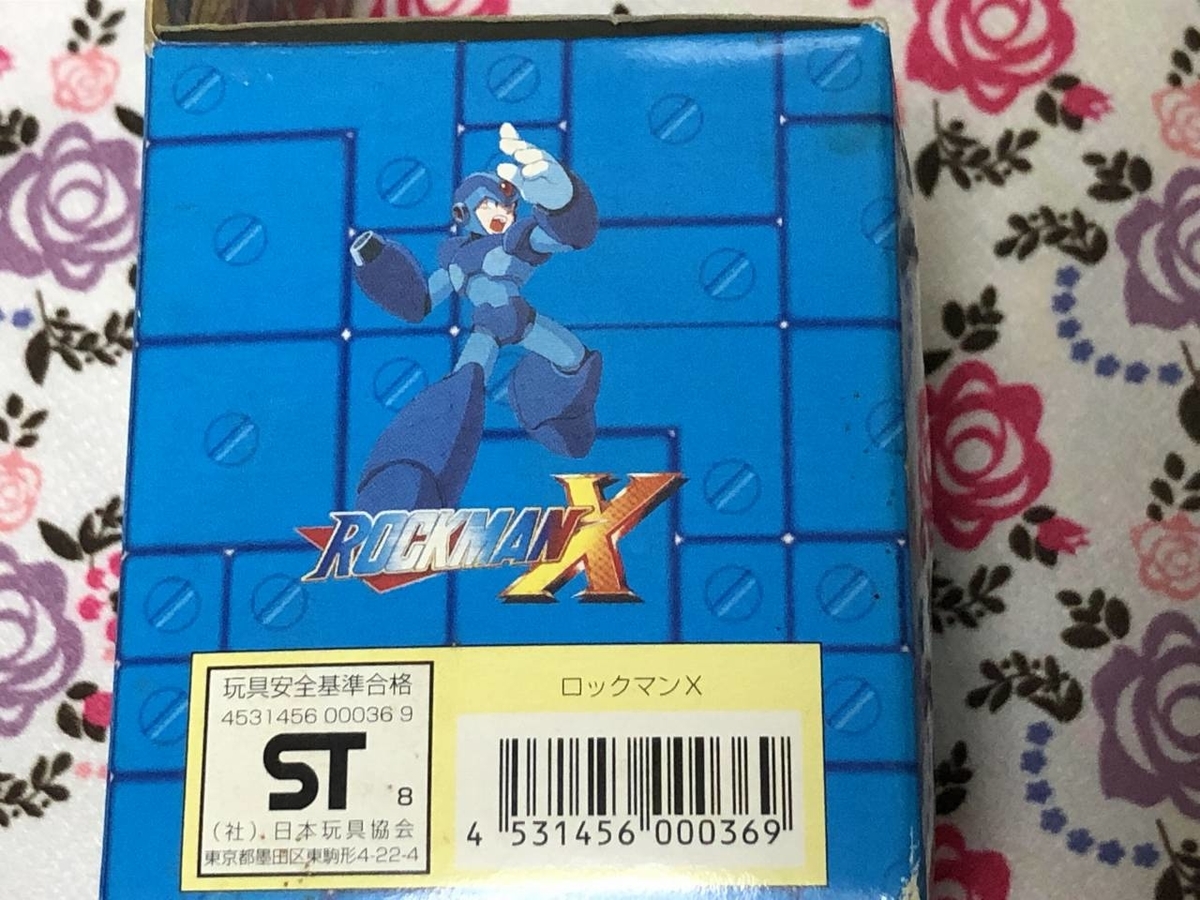 ROCKMAN X
玩具安全基準合格
4531456 00036 9
ST
8
(社).日本玩具協会
東京都墨田区東駒形4-22-4
ロックマンX
4 531456 000369